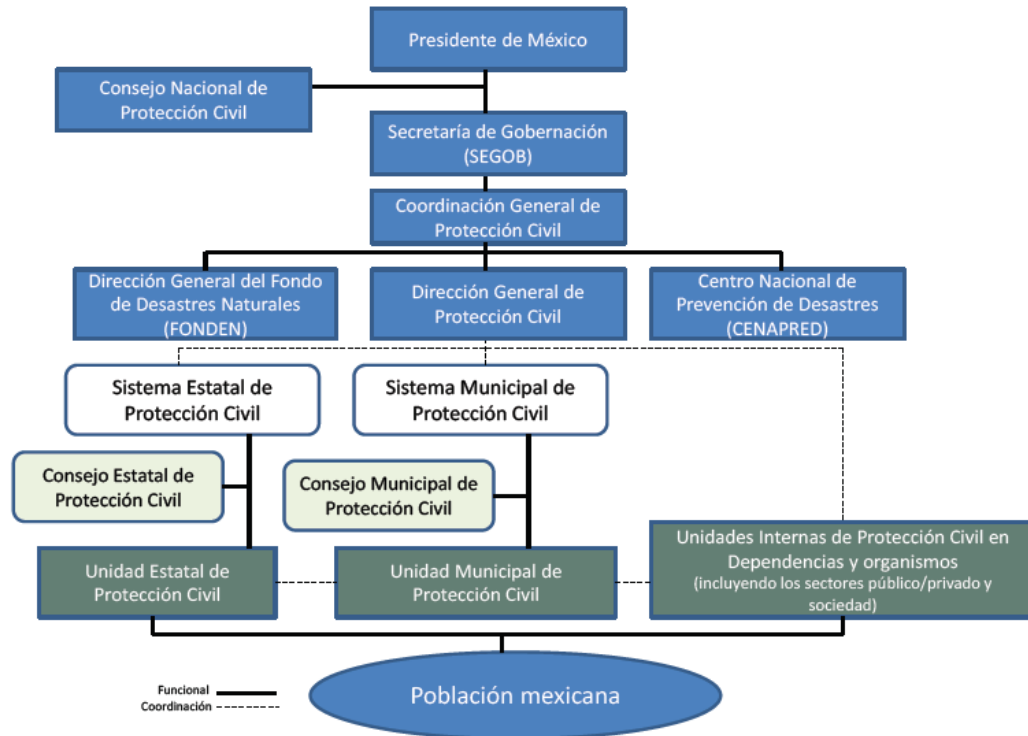 Presidente de México
Consejo Nacional de
Protección Civil
Secretaría de Gobernación
(SEGOB)
Coordinación General de
Protección Civil
Dirección General del Fondo
de Desastres Naturales
(FONDEN)
Dirección General de
Protección Civil
Centro Nacional de
Prevención de Desastres
(CENAPRED)
Sistema Estatal de
Protección Civil
Sistema Municipal de
Protección Civil
Consejo Estatal de
Protección Civil
Consejo Municipal de
Protección Civil
Unidad Estatal de
Protección Civil
Unidad Municipal de
Protección Civil
Unidades Internas de Protección Civil en
Dependencias y organismos
(incluyendo los sectores público/privado y
sociedad)
Funcional
Coordinación
Población mexicana